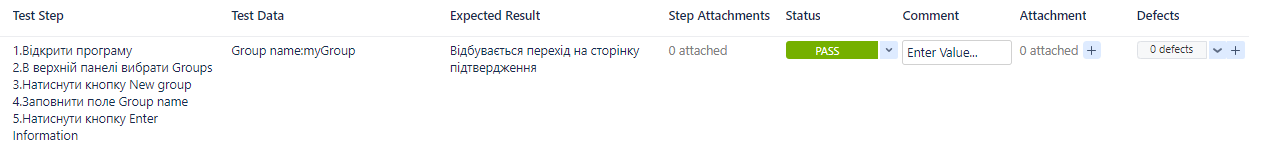 Test Step Test Data Expected Result Step Attachments Status Comment Attachment Defects
1.Відкрити програму Group name:myGroup Відбувається перехід на сторінку 0 attached PASS Enter Value... 0 attached + 0 defects +
2.В верхній панелі вибрати Groups підтвердження
3.Натиснути кнопку New group
4.Заповнити поле Group name
5.Натиснути кнопку Enter
Information